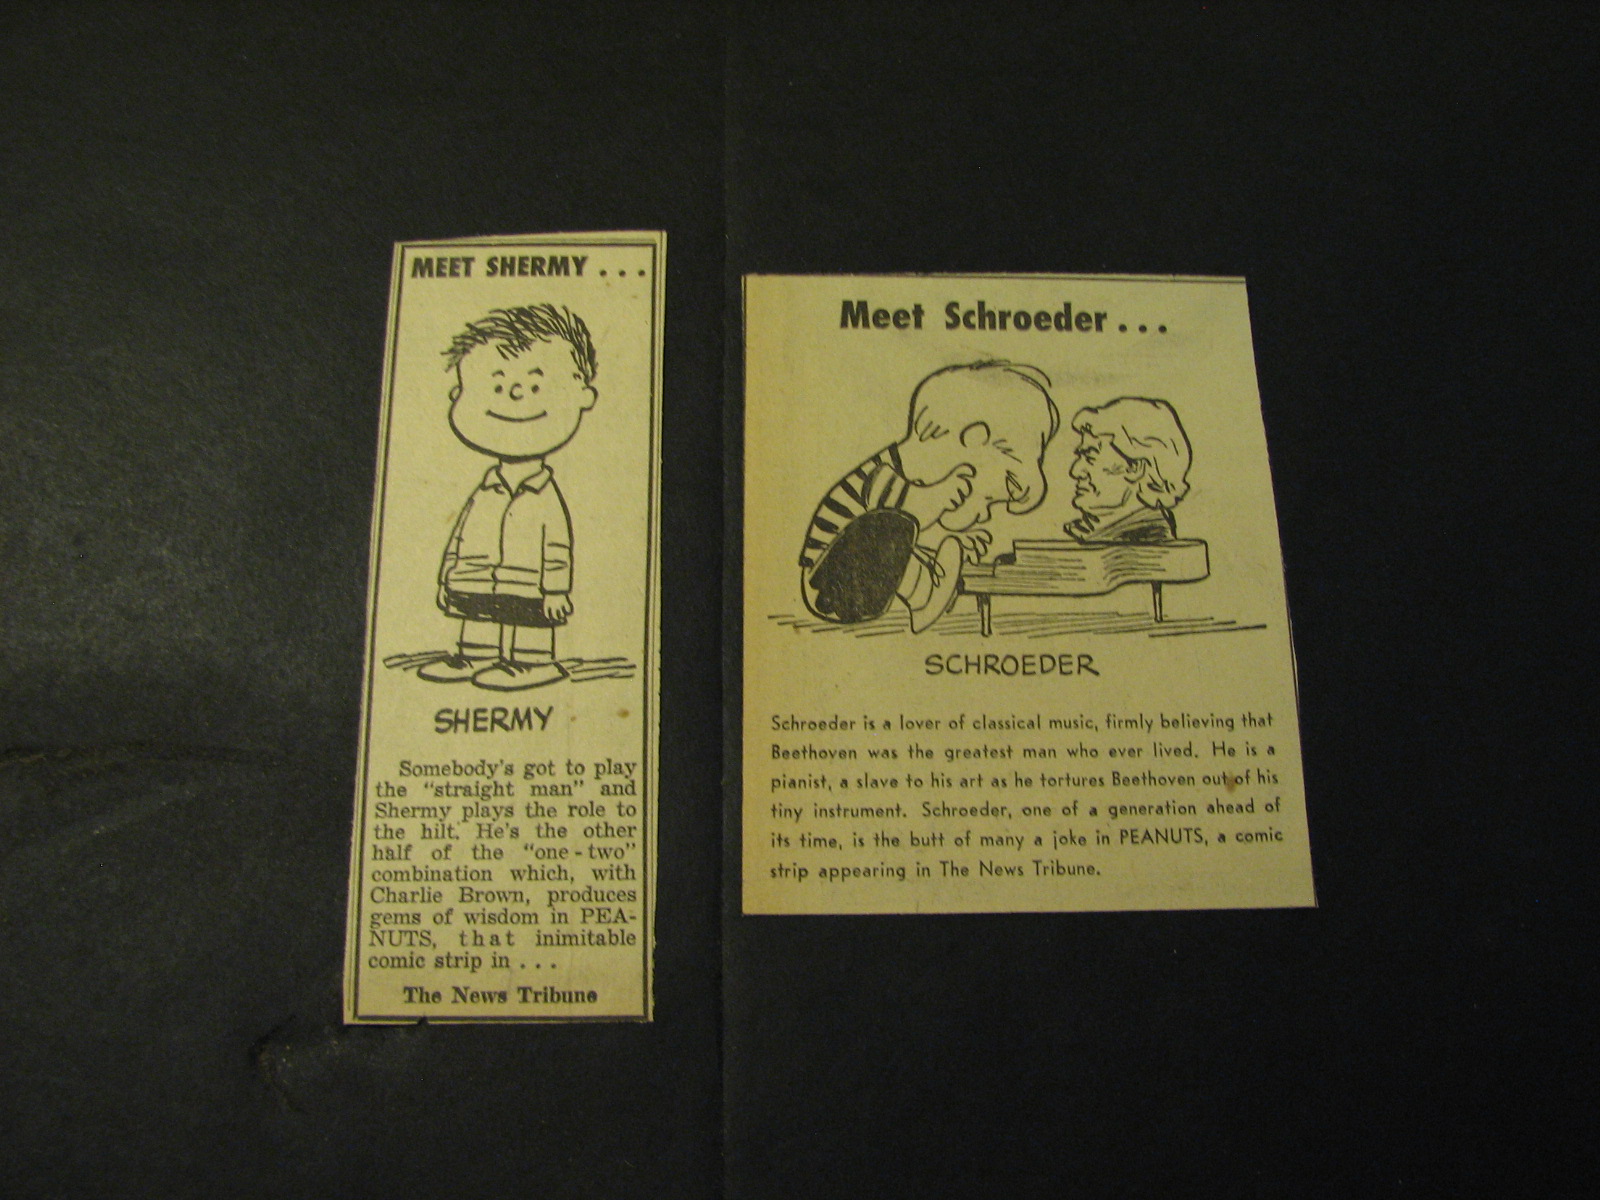 MEET SHERMY . . .
SHERMY
Somebody's got to play
the "straight man" and
Shermy plays the role to
the hilt. He's the other
half of the "one-two"
combination which, with
Charlie Brown, produces
gems of wisdom in PEA-
NUTS, that inimitable
comic strip in . . .
The News Tribune
Meet Schroeder . . .
SCHROEDER
Schroeder is a lover of classical music, firmly believing that
Beethoven was the greatest man who ever lived. He is a
pianist, a slave to his art as he tortures Beethoven out of his
tiny instrument. Schroeder, one of a generation ahead of
its time, is the butt of many a joke in PEANUTS, a comic
strip appearing in The News Tribune.